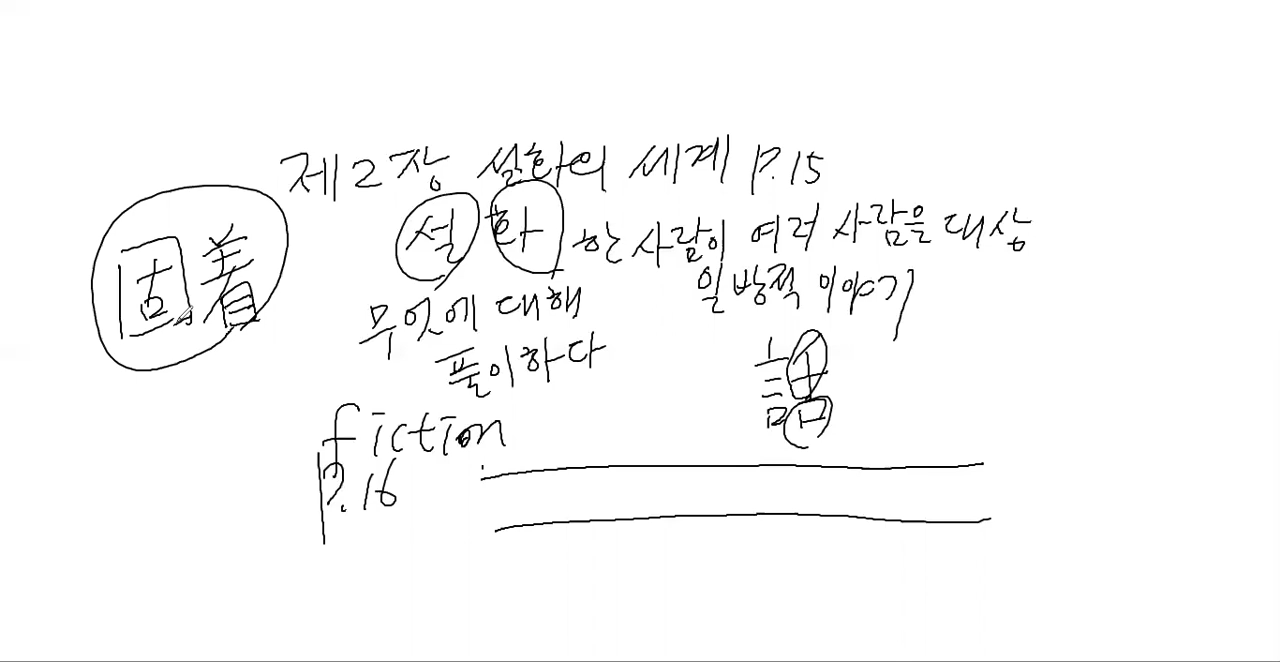 제2장 설화의 세계 P.15
固着
설 화 한 사람이 여러 사람을 대상
일방적 이야기
무엇에 대해
풀이하다
話
fiction
P.16